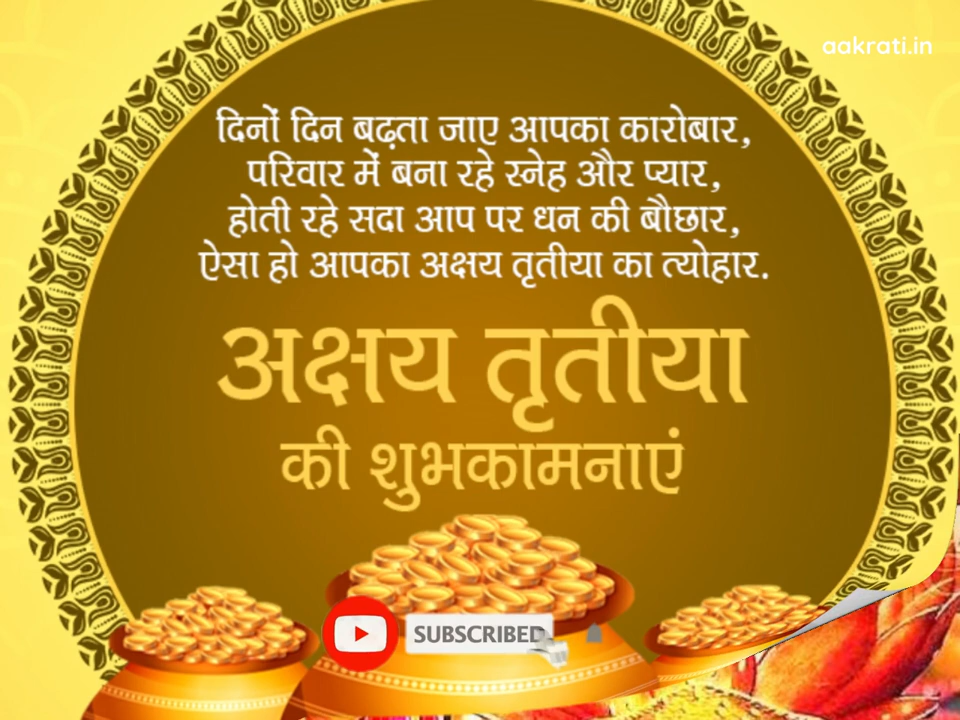 aakrati.in
दिनों दिन बढ़ता जाए आपका कारोबार,
परिवार में बना रहे स्नेह और प्यार,
होती रहे सदा आप पर धन की बौछार,
ऐसा हो आपका अक्षय तृतीया का त्योहार.
अक्षय तृतीया
की शुभकामनाएं
SUBSCRIBED